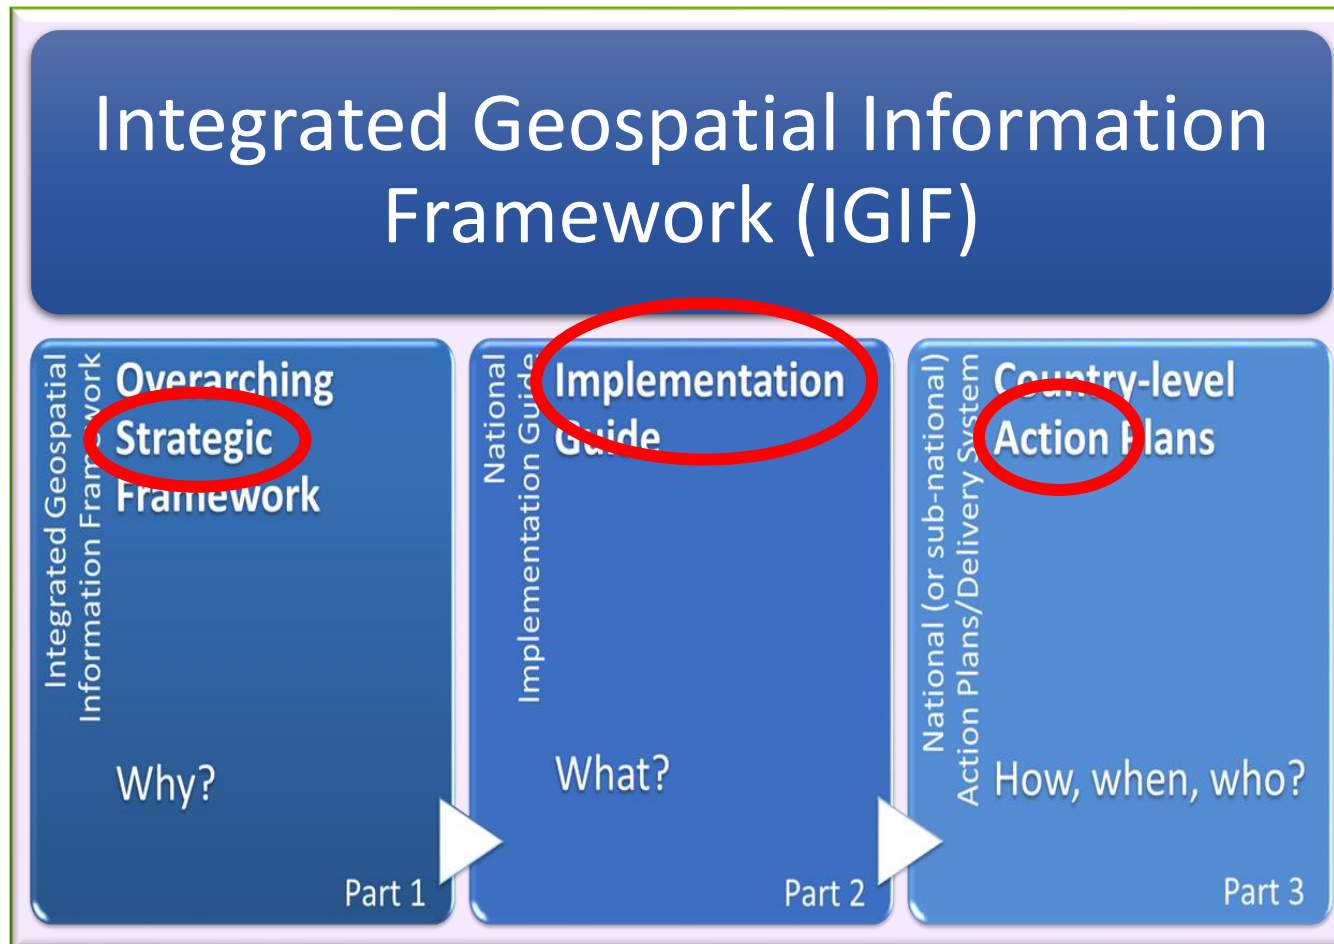 Integrated Geospatial Information
Framework (IGIF)
Integrated Geospatial
Information Framework
Overarching
Strategic
Framework
Why?
Part 1
National
Implementation Guide
Implementation
Guide
What?
Part 2
National (or sub-national)
Action Plans/Delivery System
Country-level
Action Plans
How, when, who?
Part 3